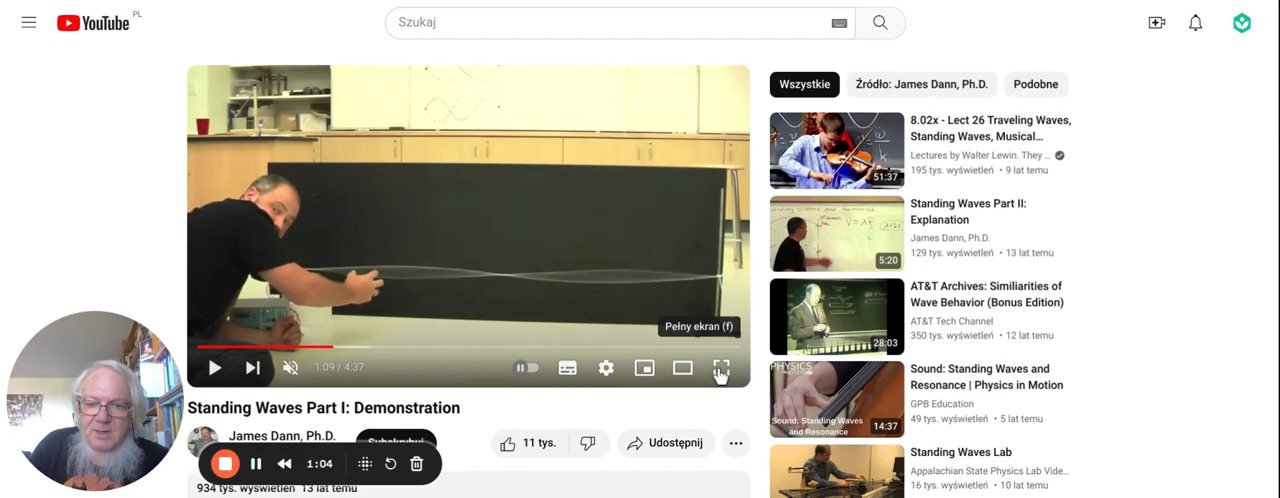 YouTube PL
Szukaj
Pełny ekran (f)
1:09 / 4:37
Standing Waves Part I: Demonstration
James Dann, Ph.D.
11 tys.
Udostępnij
1:04
934 tys. wyświetleń 13 lat temu
Wszystkie
Źródło: James Dann, Ph.D.
Podobne
51:37
8.02x - Lect 26 Traveling Waves,
Standing Waves, Musical...
Lectures by Walter Lewin. They ...
195 tys. wyświetleń • 9 lat temu
5:20
Standing Waves Part II:
Explanation
James Dann, Ph.D.
129 tys. wyświetleń • 13 lat temu
28:03
AT&T Archives: Similiarities of
Wave Behavior (Bonus Edition)
AT&T Tech Channel
350 tys. wyświetleń • 12 lat temu
PHYSICS
Sound: Standing Waves
and Resonance
14:37
Sound: Standing Waves and
Resonance | Physics in Motion
GPB Education
49 tys. wyświetleń • 5 lat temu
Standing Waves Lab
Appalachian State Physics Lab Vide...
16 tys. wyświetleń • 10 lat temu